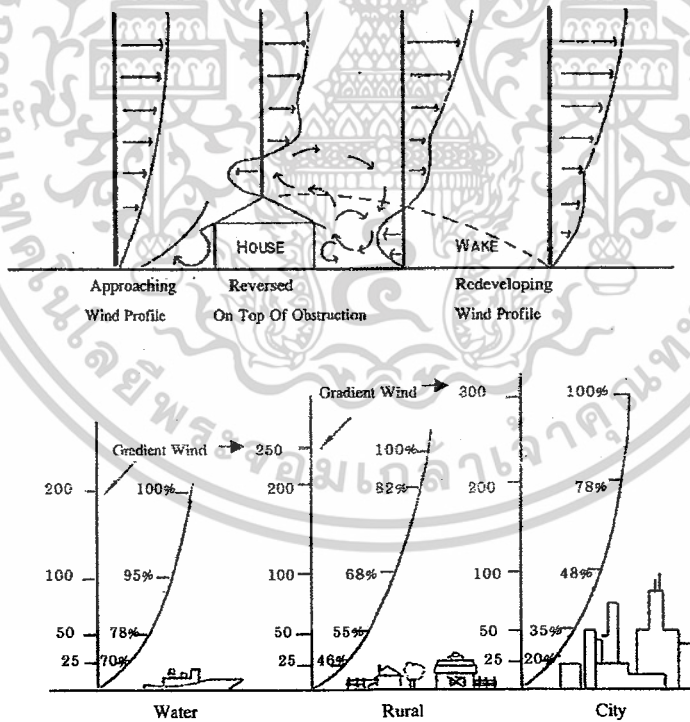 HOUSE
WAKE
Approaching
Wind Profile
Reversed
On Top Of Obstruction
Redeveloping
Wind Profile
Gradient Wind
200
100%
100
95%
50
78%
25
70%
Water
Gradient Wind
250
100%
200
82%
100
68%
50
55%
25
46%
Rural
300
100%
200
78%
100
48%
50
35%
25
20%
City